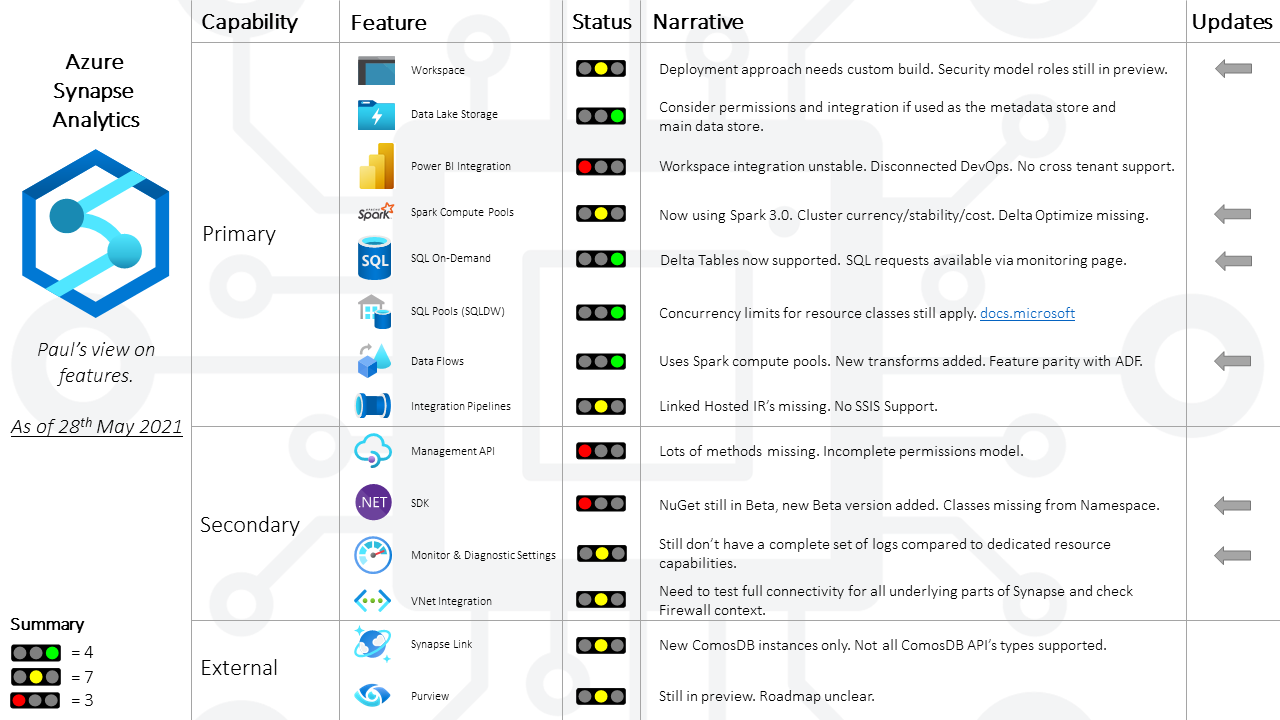 Capability
Feature
Status
Narrative
Updates
Azure
Synapse
Analytics
Paul's view on
features.
As of 28th May 2021
Summary
= 4
= 7
= 3
Primary
Workspace
Deployment approach needs custom build. Security model roles still in preview.
Data Lake Storage
Consider permissions and integration if used as the metadata store and
main data store.
Power BI Integration
Workspace integration unstable. Disconnected DevOps. No cross tenant support.
APACHE
Spark
Spark Compute Pools
Now using Spark 3.0. Cluster currency/stability/cost. Delta Optimize missing.
SQL
SQL On-Demand
Delta Tables now supported. SQL requests available via monitoring page.
SQL Pools (SQLDW)
Concurrency limits for resource classes still apply. docs.microsoft
Data Flows
Uses Spark compute pools. New transforms added. Feature parity with ADF.
Integration Pipelines
Linked Hosted IR's missing. No SSIS Support.
Secondary
Management API
Lots of methods missing. Incomplete permissions model.
.NET
SDK
NuGet still in Beta, new Beta version added. Classes missing from Namespace.
Monitor & Diagnostic Settings
Still don't have a complete set of logs compared to dedicated resource
capabilities.
VNet Integration
Need to test full connectivity for all underlying parts of Synapse and check
Firewall context.
External
Synapse Link
New ComosDB instances only. Not all ComosDB API's types supported.
Purview
Still in preview. Roadmap unclear.